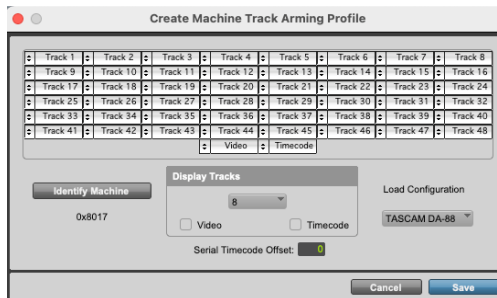 Create Machine Track Arming Profile
Track 1 Track 2 Track 3 Track 4 Track 5 Track 6 Track 7 Track 8
Track 9 Track 10 Track 11 Track 12 Track 13 Track 14 Track 15 Track 16
Track 17 Track 18 Track 19 Track 20 Track 21 Track 22 Track 23 Track 24
Track 25 Track 26 Track 27 Track 28 Track 29 Track 30 Track 31 Track 32
Track 33 Track 34 Track 35 Track 36 Track 37 Track 38 Track 39 Track 40
Track 41 Track 42 Track 43 Track 44 Track 45 Track 46 Track 47 Track 48
Video Timecode
Identify Machine
0x8017
Display Tracks
8
Video Timecode
Serial Timecode Offset: 0
Load Configuration
TASCAM DA-88
Cancel Save